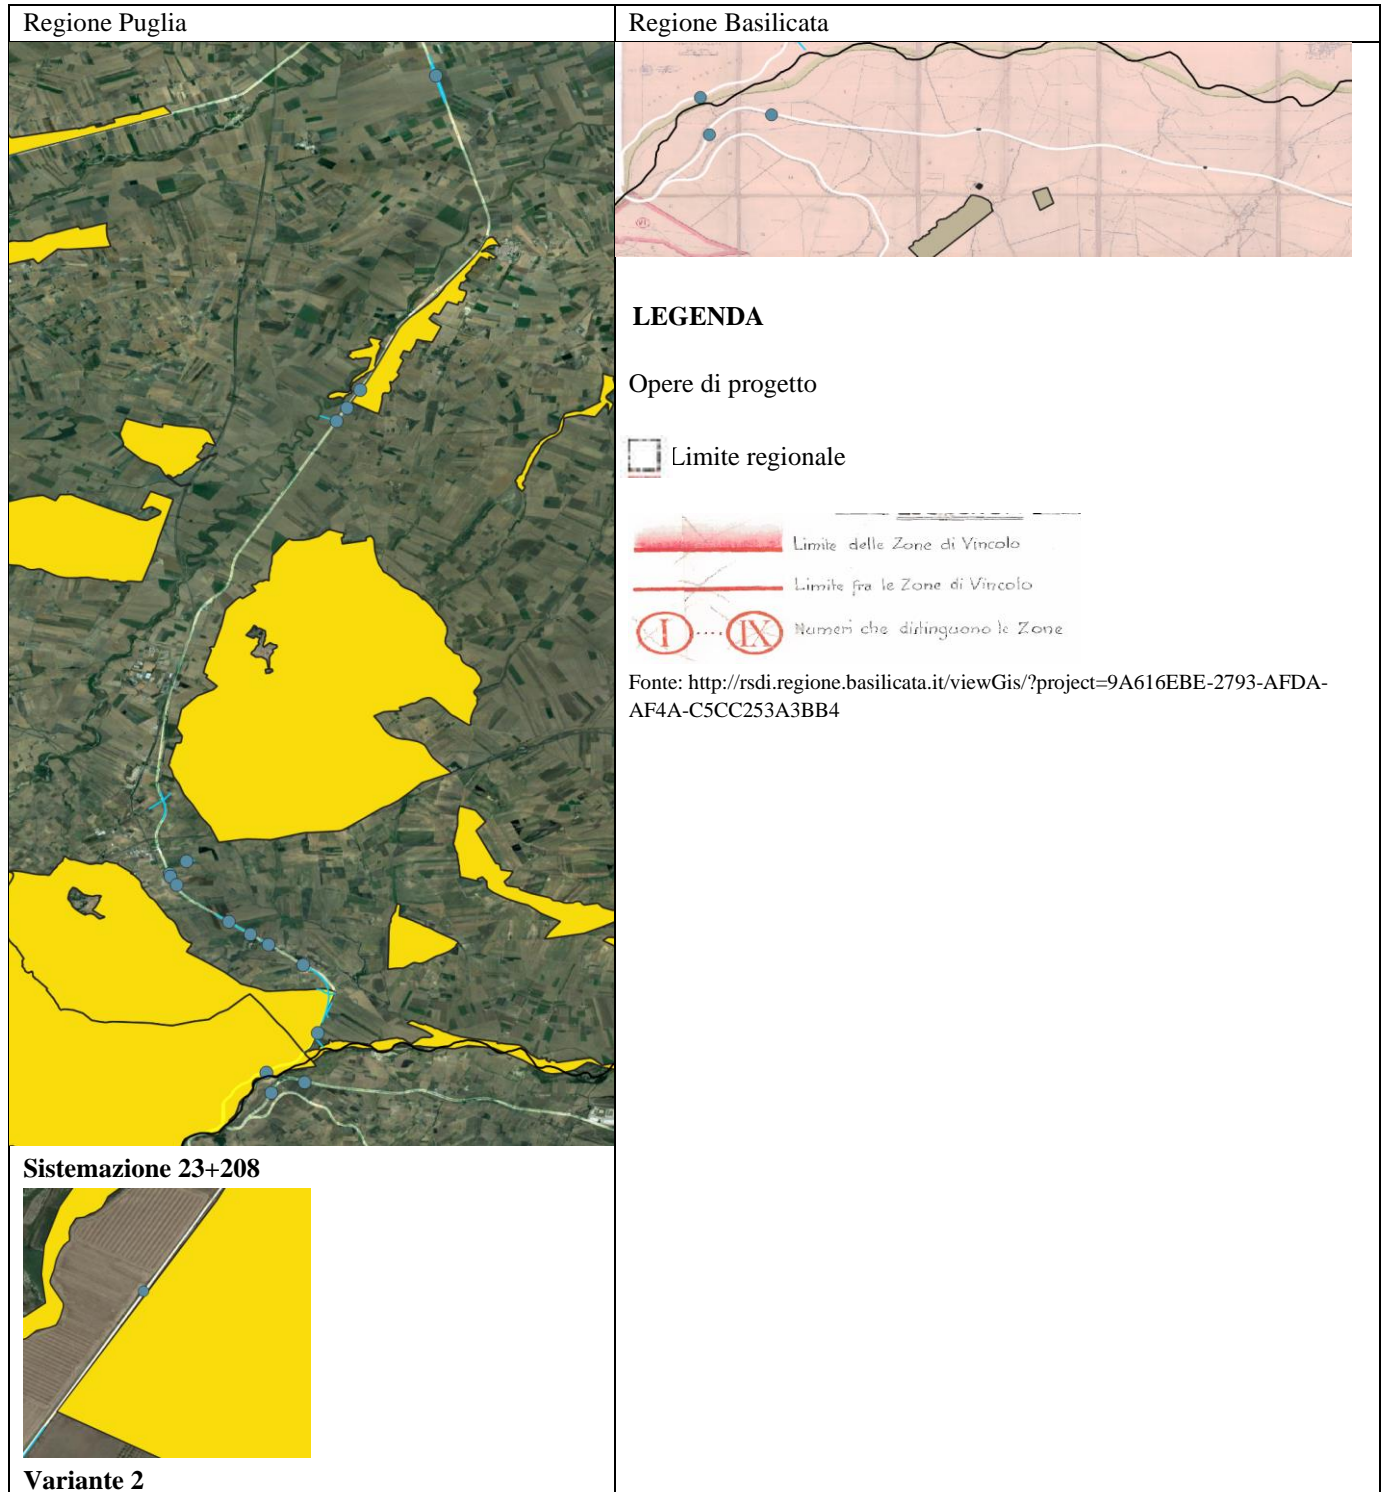 Regione Puglia
Regione Basilicata
LEGENDA
Opere di progetto
Limite regionale
Limite delle Zone di Vincolo
Limite fra le Zone di Vincolo
I .... IX Numeri che distinguono le Zone
Fonte: http://rsdi.regione.basilicata.it/viewGis/?project=9A616EBE-2793-AFDA-
AF4A-C5CC253A3BB4
Sistemazione 23+208
Variante 2